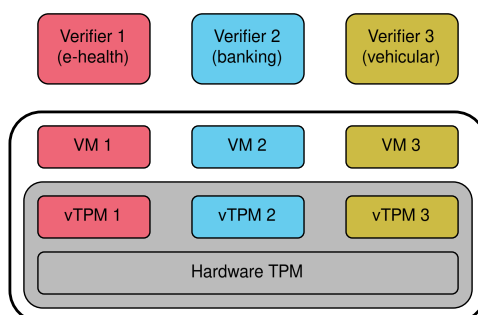 Verifier 1
(e-health)
Verifier 2
(banking)
Verifier 3
(vehicular)
VM 1
VM 2
VM 3
vTPM 1
vTPM 2
vTPM 3
Hardware TPM